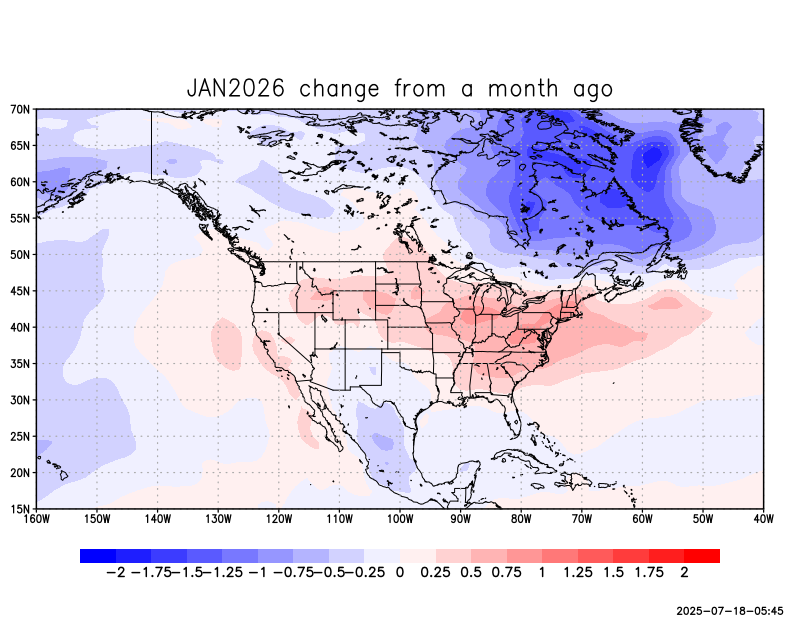 JAN2026 change from a month ago
70N
65N
60N
55N
50N
45N
40N
35N
30N
25N
20N
15N
160W 150W 140W 130W 120W 110W 100W 90W 80W 70W 60W 50W 40W
-2 -1.75 -1.5 -1.25 -1 -0.75 -0.5 -0.25 0 0.25 0.5 0.75 1 1.25 1.5 1.75 2
2025-07-18-05:45